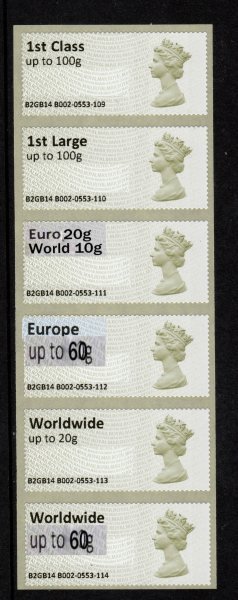 1st Class
up to 100g
B2GB14 B002-0553-109
1st Large
up to 100g
B2GB14 B002-0553-110
Euro 20g
World 10g
B2GB14 B002-0553-111
Europe
up to 60g
B2GB14 B002-0553-112
Worldwide
up to 20g
B2GB14 B002-0553-113
Worldwide
up to 60g
B2GB14 B002-0553-114